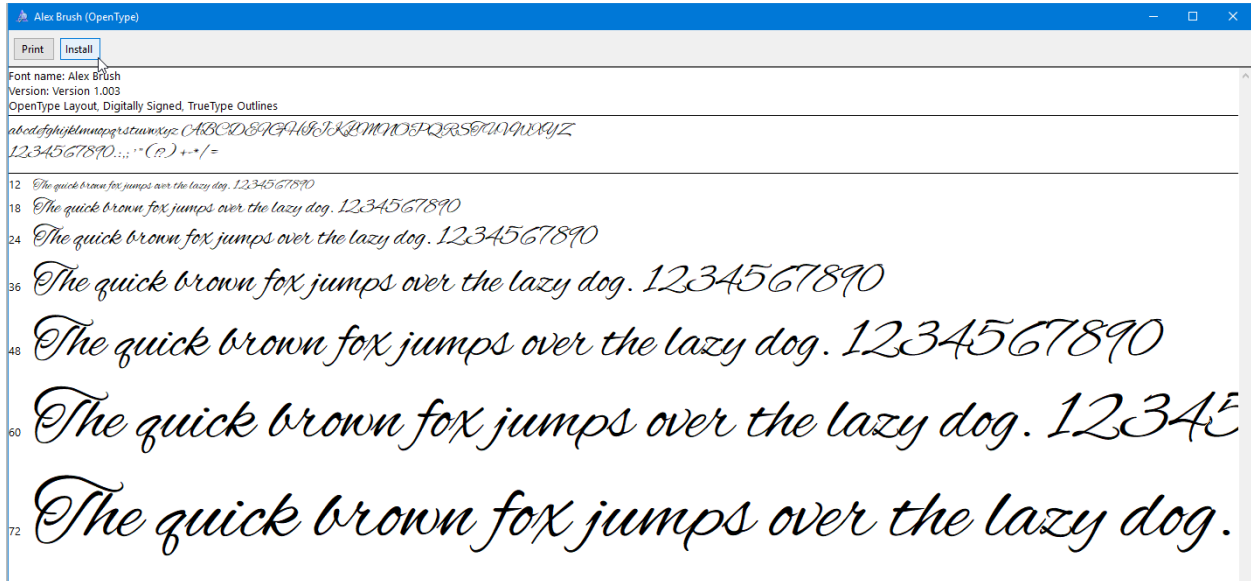 Alex Brush (OpenType)
Print Install
Font name: Alex Brush
Version: Version 1.003
OpenType Layout, Digitally Signed, TrueType Outlines
abcdefghijklmnopqrstuvwxyz ABCDEFGHIJKLMNOPQRSTUVWXYZ
1234567890.:,; ' " (!?) +-*/ =
12 The quick brown fox jumps over the lazy dog. 1234567890
18 The quick brown fox jumps over the lazy dog. 1234567890
24 The quick brown fox jumps over the lazy dog. 1234567890
36 The quick brown fox jumps over the lazy dog. 1234567890
48 The quick brown fox jumps over the lazy dog. 1234567890
60 The quick brown fox jumps over the lazy dog. 12345
72 The quick brown fox jumps over the lazy dog.